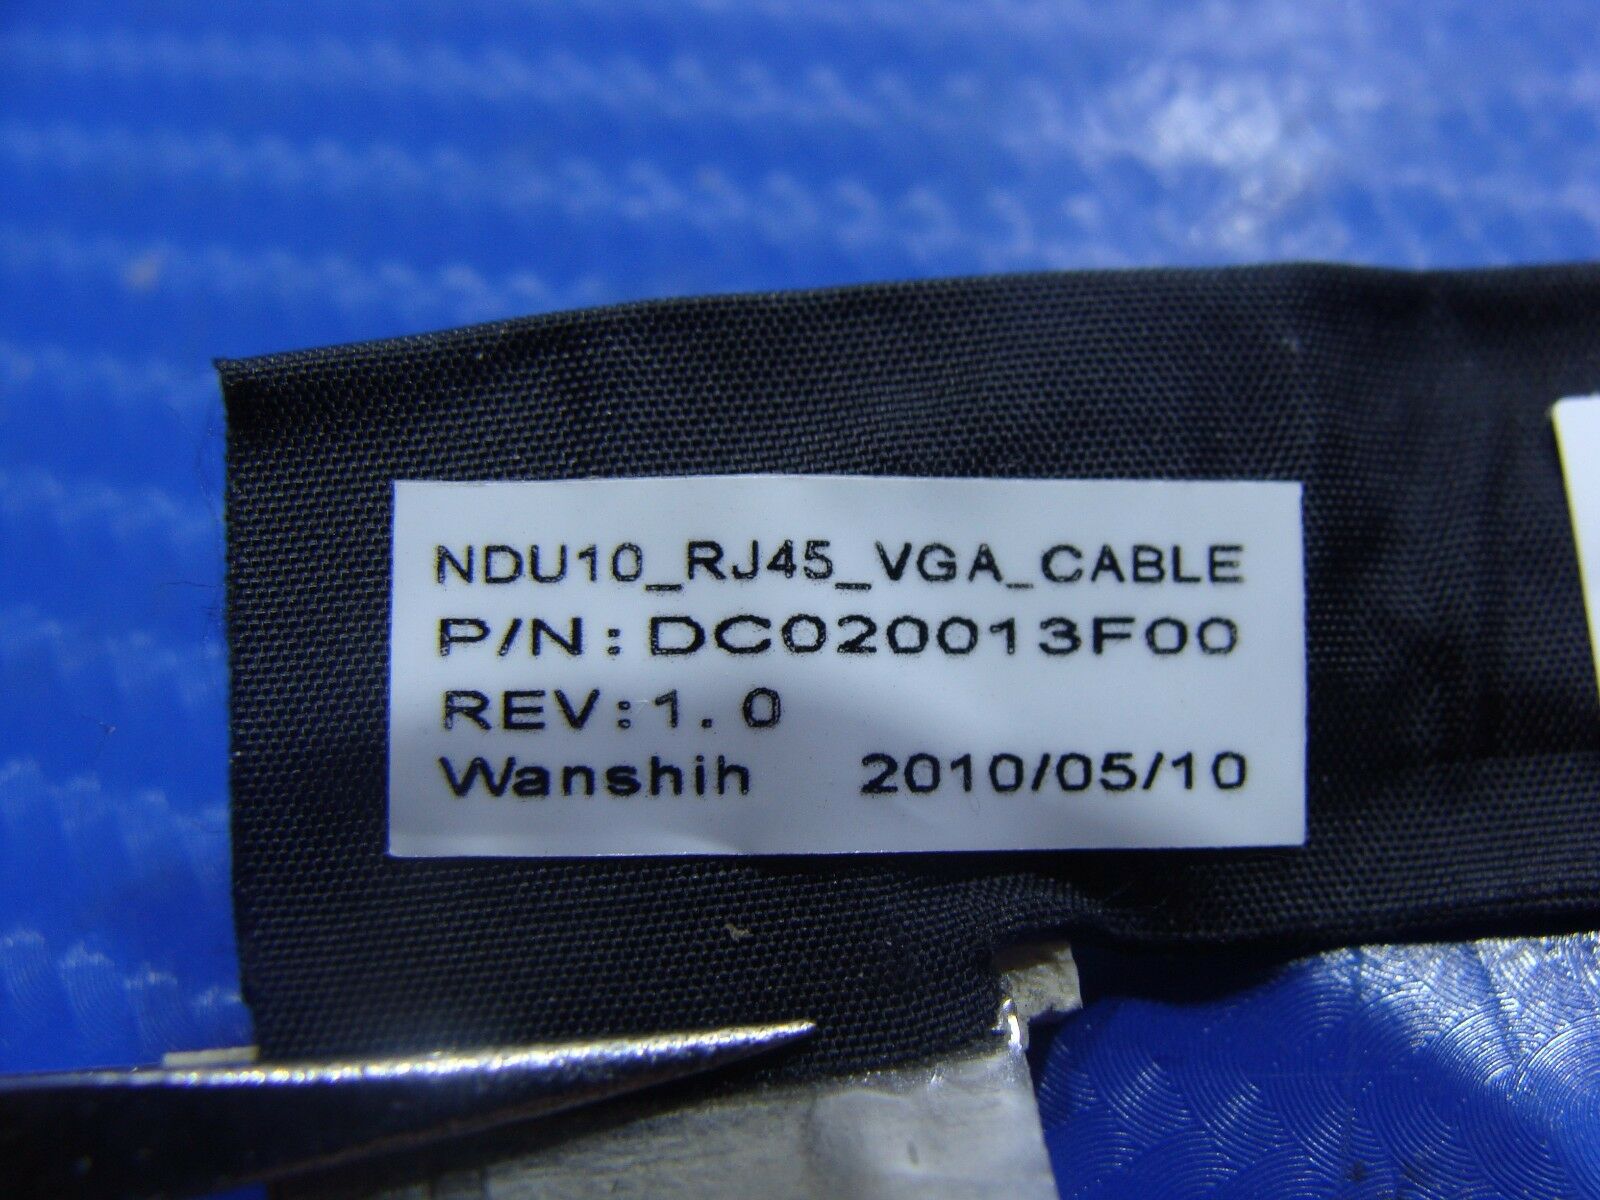 NDU10_RJ45_VGA_CABLE
P/N:DC020013F00
REV:1.0
Wanshih 2010/05/10